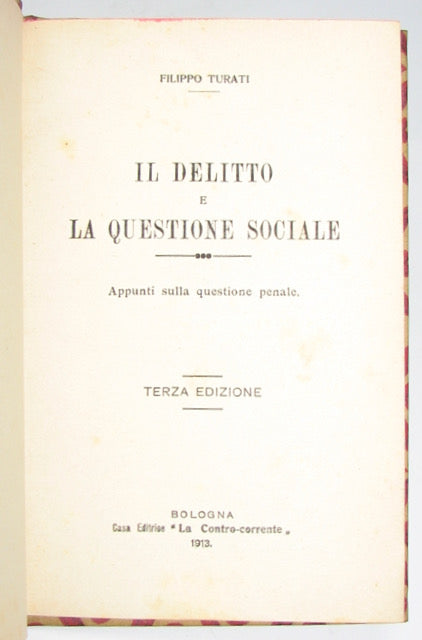 FILIPPO TURATI
IL DELITTO
E
LA QUESTIONE SOCIALE
Appunti sulla questione penale.
TERZA EDIZIONE
BOLOGNA
Casa Editrice “ La Contro-corrente „
1913.